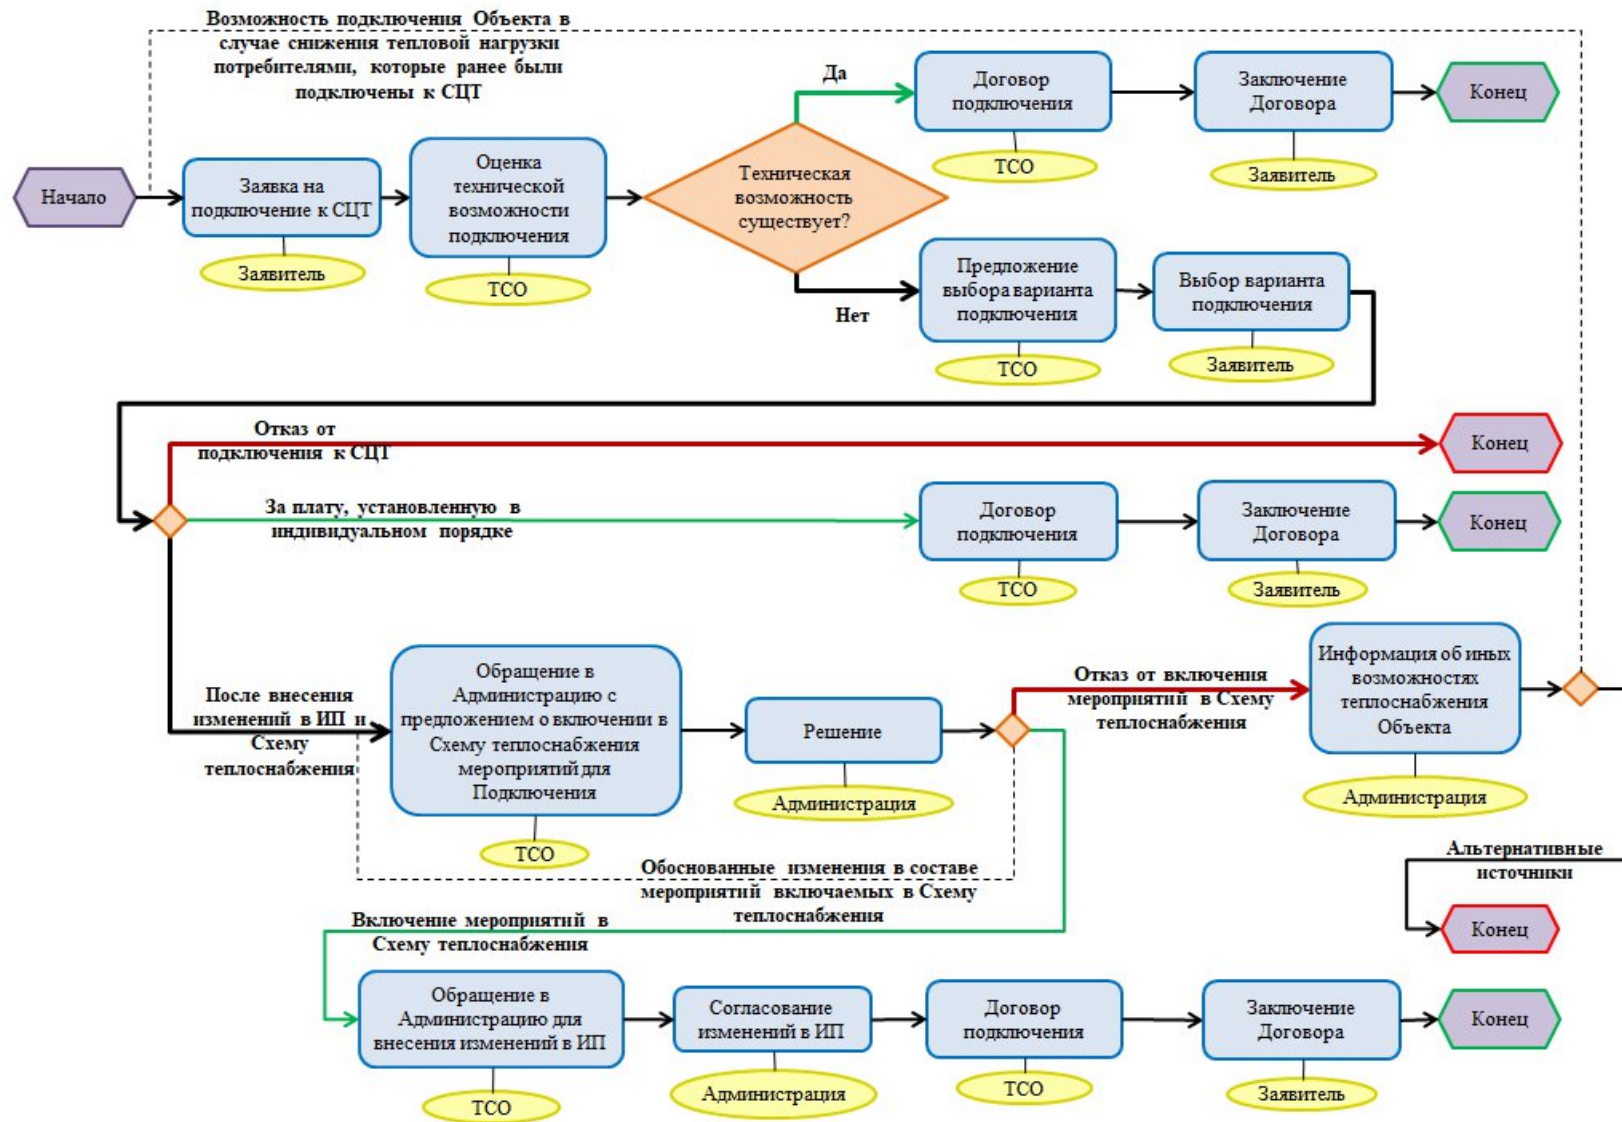 Возможность подключения Объекта в
случае снижения тепловой нагрузки
потребителями, которые ранее были
подключены к СЦТ
Начало
Заявка на
подключение к СЦТ
Заявитель
Оценка
технической
возможности
подключения
ТСО
Техническая
возможность
существует?
Да
Договор
подключения
ТСО
Заключение
Договора
Заявитель
Конец
Нет
Предложение
выбора варианта
подключения
ТСО
Выбор варианта
подключения
Заявитель
Отказ от
подключения к СЦТ
Конец
За плату, установленную в
индивидуальном порядке
Договор
подключения
ТСО
Заключение
Договора
Заявитель
Конец
После внесения
изменений в ИП и
Схему
теплоснабжения
Обращение в
Администрацию с
предложением о включении в
Схему теплоснабжения
мероприятий для
Подключения
ТСО
Решение
Администрация
Отказ от включения
мероприятий в Схему
теплоснабжения
Информация об иных
возможностях
теплоснабжения
Объекта
Администрация
Альтернативные
источники
Конец
Обоснованные изменения в составе
мероприятий включаемых в Схему
теплоснабжения
Включение мероприятий в
Схему теплоснабжения
Обращение в
Администрацию для
внесения изменений в ИП
ТСО
Согласование
изменений в ИП
Администрация
Договор
подключения
ТСО
Заключение
Договора
Заявитель
Конец